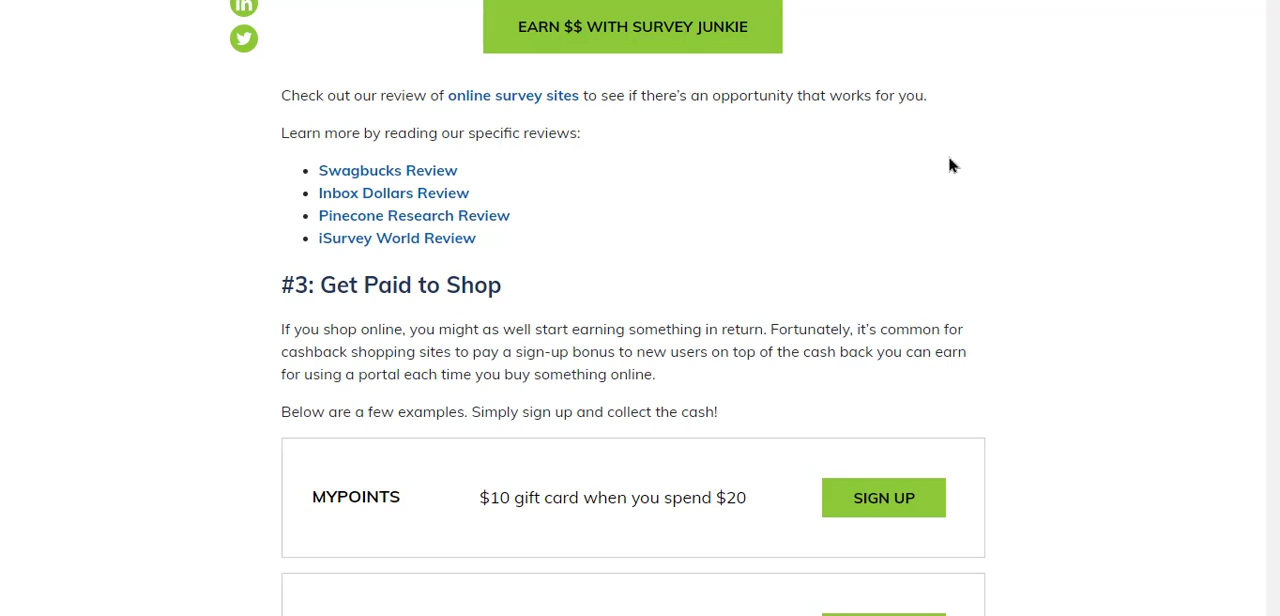 in
EARN $$ WITH SURVEY JUNKIE
Check out our review of online survey sites to see if there’s an opportunity that works for you.
Learn more by reading our specific reviews:
Swagbucks Review
Inbox Dollars Review
Pinecone Research Review
iSurvey World Review
#3: Get Paid to Shop
If you shop online, you might as well start earning something in return. Fortunately, it’s common for
cashback shopping sites to pay a sign-up bonus to new users on top of the cash back you can earn
for using a portal each time you buy something online.
Below are a few examples. Simply sign up and collect the cash!
MYPOINTS
$10 gift card when you spend $20
SIGN UP